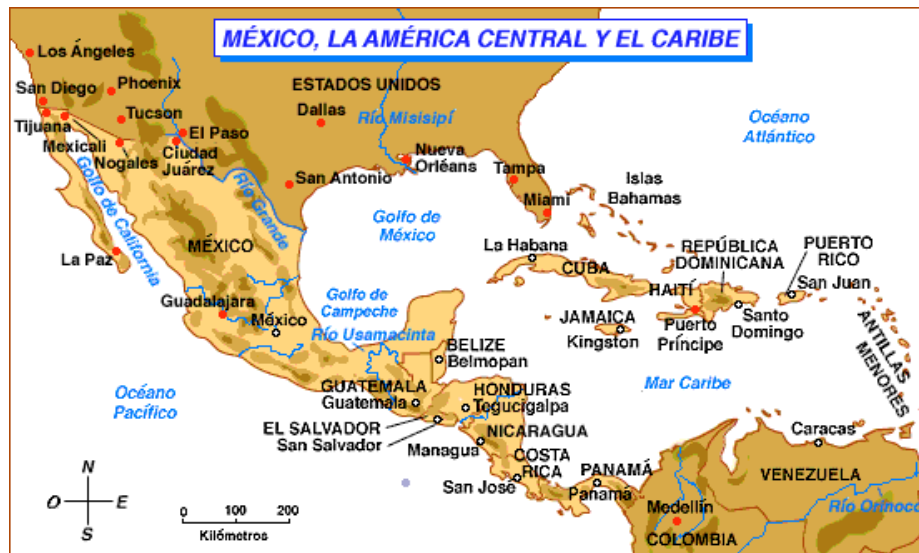 MÉXICO, LA AMÉRICA CENTRAL Y EL CARIBE
Los Ángeles
San Diego
Phoenix
Tucson
Tijuana
Mexicali
Nogales
El Paso
Ciudad
Juárez
ESTADOS UNIDOS
Dallas
Río Misisipí
San Antonio
Nueva
Orléans
Tampa
Miami
Océano
Atlántico
Islas
Bahamas
Golfo de California
Río Grande
Golfo de
México
La Paz
MÉXICO
Guadalajara
México
Golfo de
Campeche
Río Usamacinta
La Habana
CUBA
REPÚBLICA
DOMINICANA
PUERTO
RICO
San Juan
HAITÍ
JAMAICA
Kingston
Puerto
Príncipe
Santo
Domingo
ANTILLAS
MENORES
BELIZE
Belmopan
Mar Caribe
Océano
Pacífico
GUATEMALA
Guatemala
HONDURAS
Tegucigalpa
EL SALVADOR
San Salvador
NICARAGUA
Managua
COSTA
RICA
San José
PANAMÁ
Panamá
Caracas
VENEZUELA
Río Orinoco
Medellín
COLOMBIA
N
O
E
S
0 100 200
Kilómetros